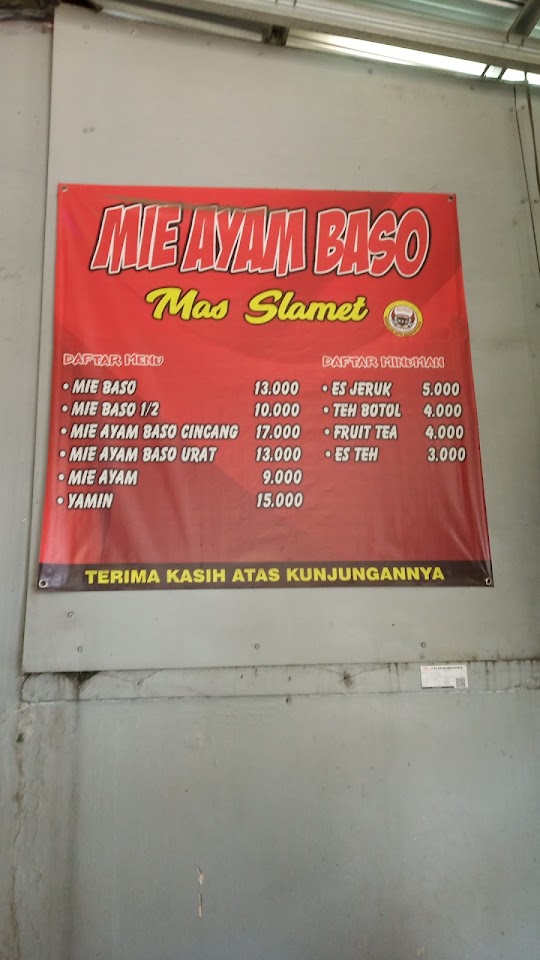 MIE AYAM BASO
Mas Slamet
DAFTAR MENU
• MIE BASO 13.000
• MIE BASO 1/2 10.000
• MIE AYAM BASO CINCANG 17.000
• MIE AYAM BASO URAT 13.000
• MIE AYAM 9.000
• YAMIN 15.000
DAFTAR MINUMAN
• ES JERUK 5.000
• TEH BOTOL 4.000
• FRUIT TEA 4.000
• ES TEH 3.000
TERIMA KASIH ATAS KUNJUNGANNYA